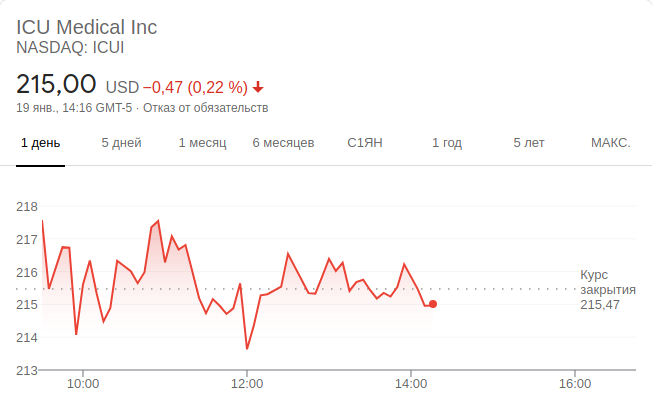 ICU Medical Inc
NASDAQ: ICUI
215,00 USD −0,47 (0,22 %)
19 янв., 14:16 GMT-5 · Отказ от обязательств
1 день 5 дней 1 месяц 6 месяцев С1ЯН 1 год 5 лет МАКС.
218
217
216
215
214
213
Курс
закрытия
215,47
10:00 12:00 14:00 16:00